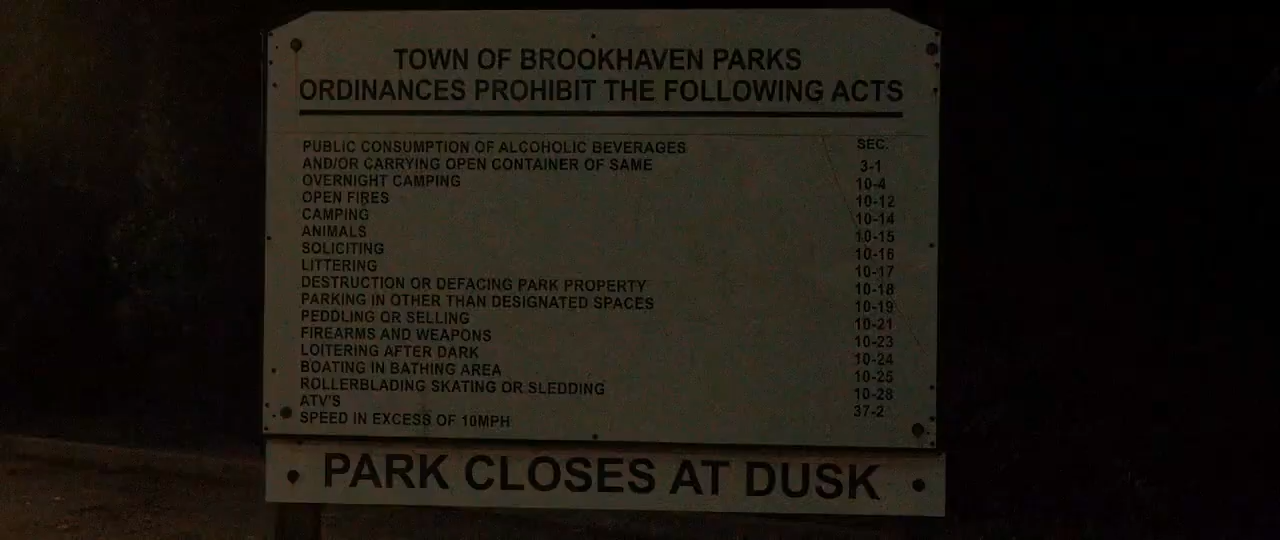 TOWN OF BROOKHAVEN PARKS
ORDINANCES PROHIBIT THE FOLLOWING ACTS
SEC.
PUBLIC CONSUMPTION OF ALCOHOLIC BEVERAGES
AND/OR CARRYING OPEN CONTAINER OF SAME 3-1
OVERNIGHT CAMPING 10-4
OPEN FIRES 10-12
CAMPING 10-14
ANIMALS 10-15
SOLICITING 10-16
LITTERING 10-17
DESTRUCTION OR DEFACING PARK PROPERTY 10-18
PARKING IN OTHER THAN DESIGNATED SPACES 10-19
PEDDLING OR SELLING 10-21
FIREARMS AND WEAPONS 10-23
LOITERING AFTER DARK 10-24
BOATING IN BATHING AREA 10-25
ROLLERBLADING SKATING OR SLEDDING 10-28
ATV'S 37-2
SPEED IN EXCESS OF 10MPH
PARK CLOSES AT DUSK